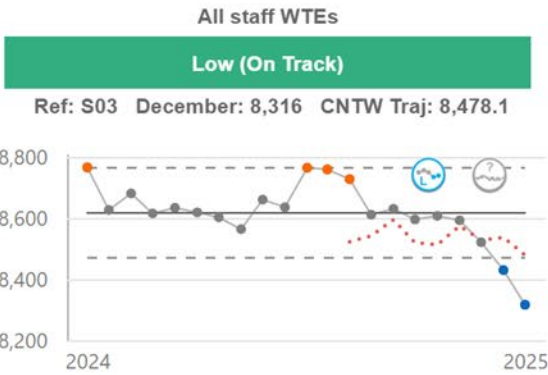 All staff WTEs
Low (On Track)
Ref: S03 December: 8,316 CNTW Traj: 8,478.1
8,800
L
?
8,600
8,400
8,200
2024
2025